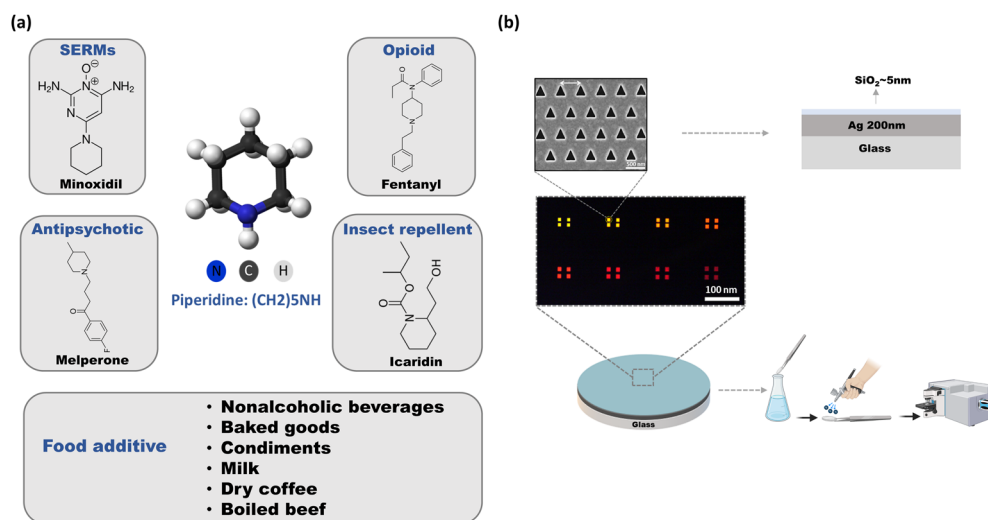 (a)
SERMs
O⊖
N⊕
H₂N
NH₂
N
N
Minoxidil
Opioid
O
N
N
Fentanyl
Antipsychotic
N
O
F
Melperone
Insect repellent
OH
O
O
N
Icaridin
N C H
Piperidine: (CH2)5NH
Food additive
• Nonalcoholic beverages
• Baked goods
• Condiments
• Milk
• Dry coffee
• Boiled beef
(b)
500 nm
SiO₂~5nm
Ag 200nm
Glass
100 nm
Glass